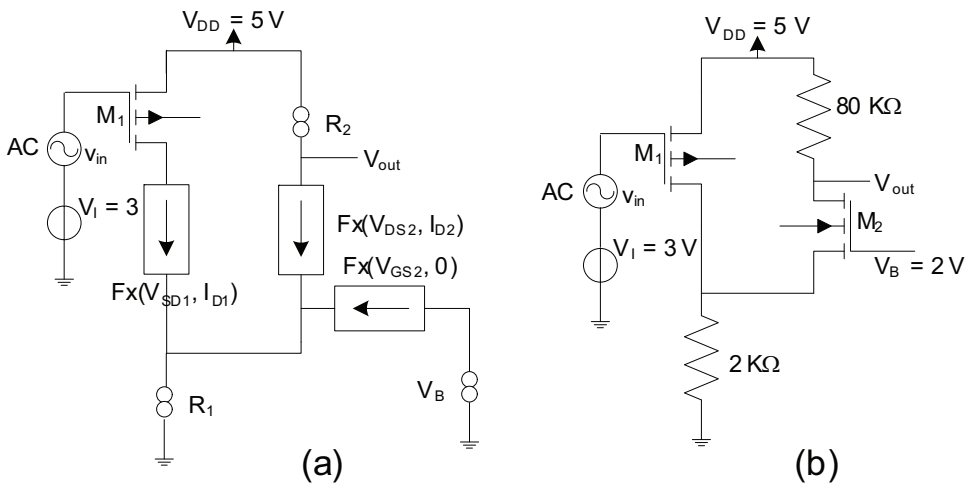 V_DD = 5 V
M_1
AC
v_in
V_I = 3
R_2
V_out
Fx(V_DS2, I_D2)
Fx(V_GS2, 0)
Fx(V_SD1, I_D1)
V_B
R_1
(a)
V_DD = 5 V
80 KΩ
M_1
AC
v_in
V_out
M_2
V_I = 3 V
V_B = 2 V
2 KΩ
(b)